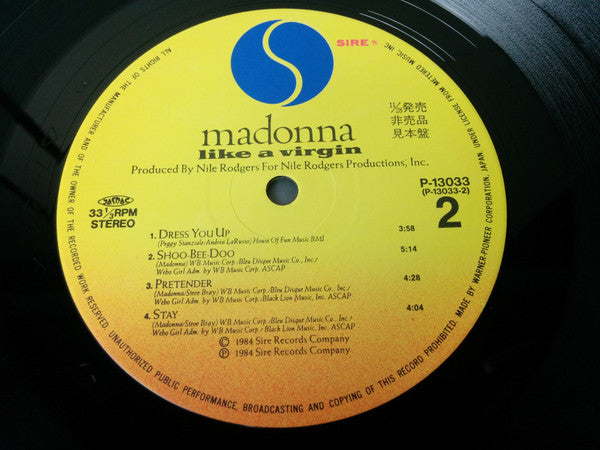 SIRE ®
madonna
like a virgin
Produced By Nile Rodgers For Nile Rodgers Productions, Inc.
11/28発売
非売品
見本盤
JASRAC
33 1/3 RPM
STEREO
P-13033
(P-13033-2)
2
1. DRESS YOU UP 3:58
(Peggy Stanziale-Andrea LaRusso) House Of Fun Music BMI
2. SHOO-BEE-DOO 5:14
(Madonna) WB Music Corp./Bleu Disque Music Co., Inc./
Webo Girl Adm. by WB Music Corp. ASCAP
3. PRETENDER 4:28
(Madonna/Steve Bray) WB Music Corp./Bleu Disque Music Co., Inc./
Webo Girl Adm. by WB Music Corp./Black Lion Music, Inc. ASCAP
4. STAY 4:04
(Madonna/Steve Bray) WB Music Corp./Bleu Disque Music Co., Inc./
Webo Girl Adm. by WB Music Corp./Black Lion Music, Inc. ASCAP
© 1984 Sire Records Company
℗ 1984 Sire Records Company
ALL RIGHTS OF THE MANUFACTURER AND OF THE OWNER OF THE RECORDED WORK RESERVED. UNAUTHORIZED PUBLIC PERFORMANCE, BROADCASTING AND COPYING OF THIS RECORD PROHIBITED. MADE BY WARNER-PIONEER CORPORATION, JAPAN UNDER LICENSE FROM METERED MUSIC, INC.